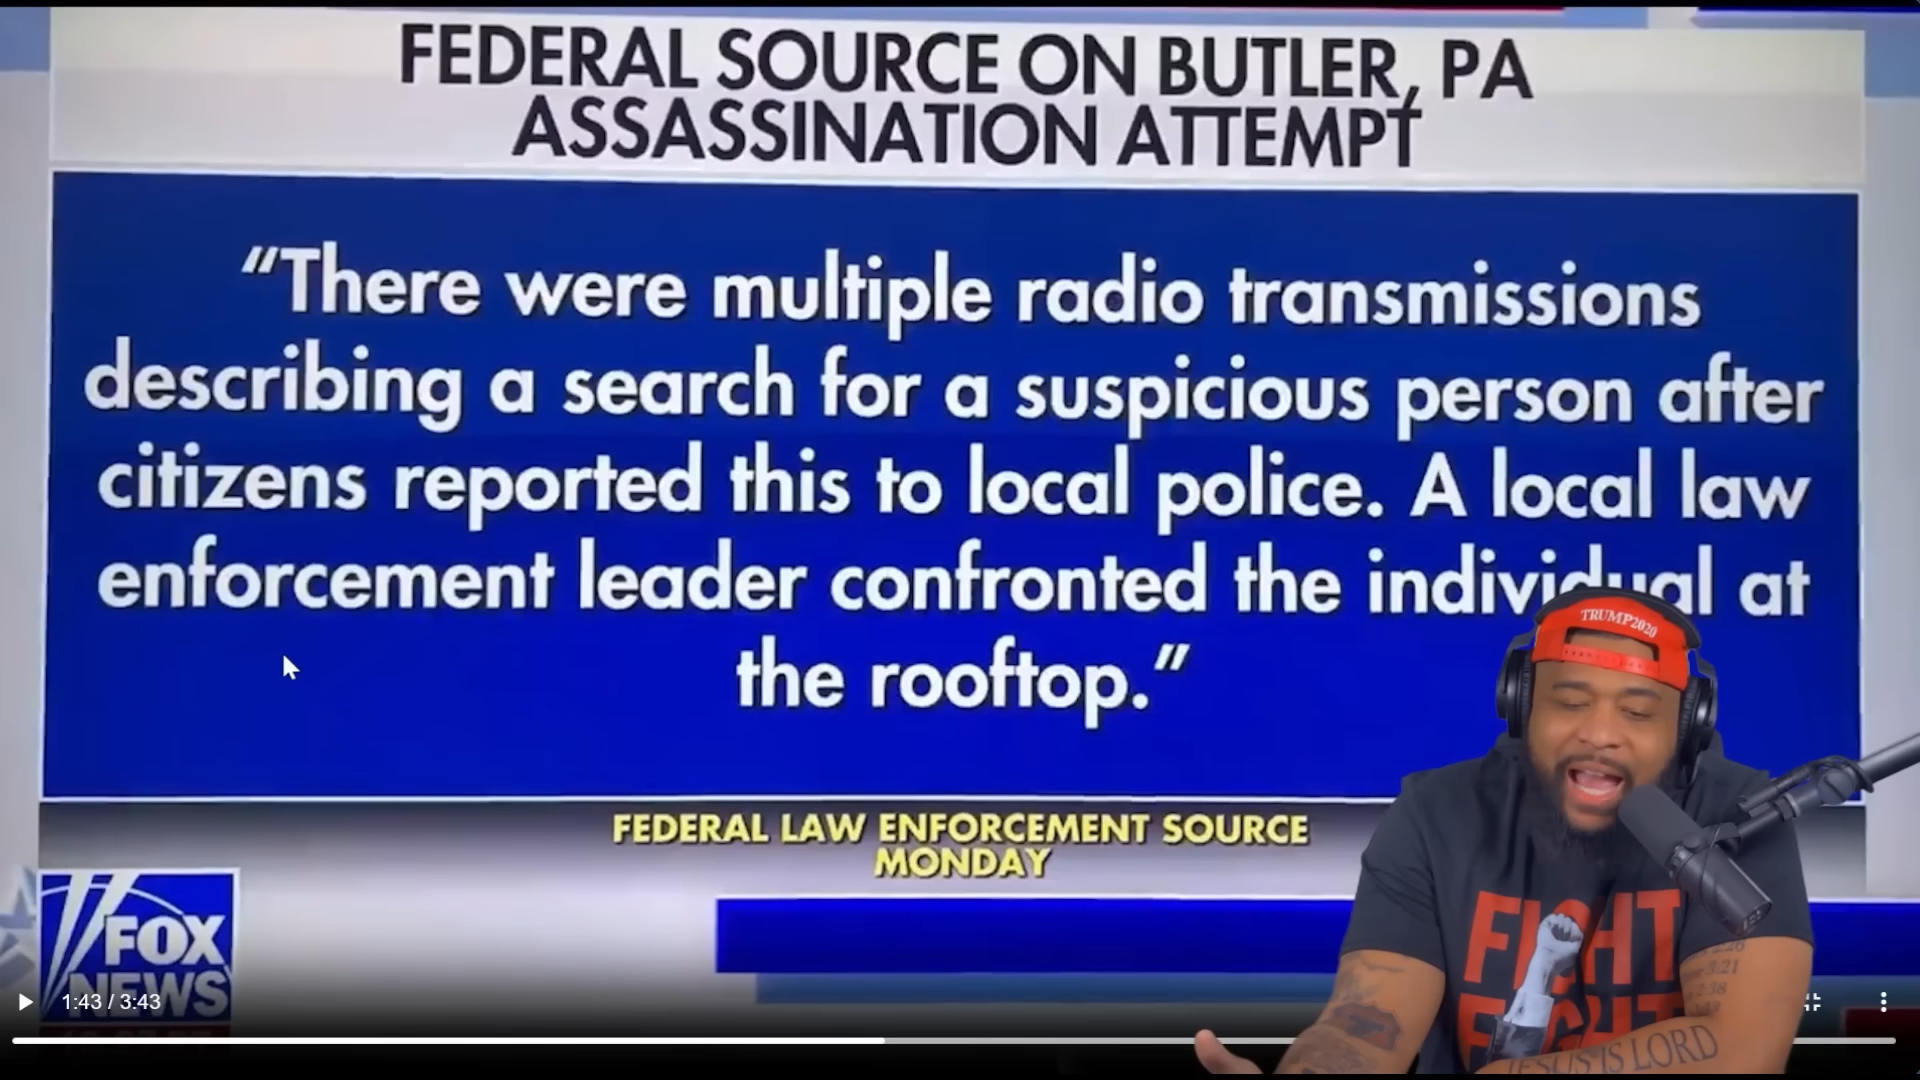 FEDERAL SOURCE ON BUTLER, PA
ASSASSINATION ATTEMPT
“There were multiple radio transmissions
describing a search for a suspicious person after
citizens reported this to local police. A local law
enforcement leader confronted the individual at
the rooftop.”
TRUMP2020
FEDERAL LAW ENFORCEMENT SOURCE
MONDAY
FOX
NEWS
1:43 / 3:43
FIGHT
FIGHT
JESUS IS LORD